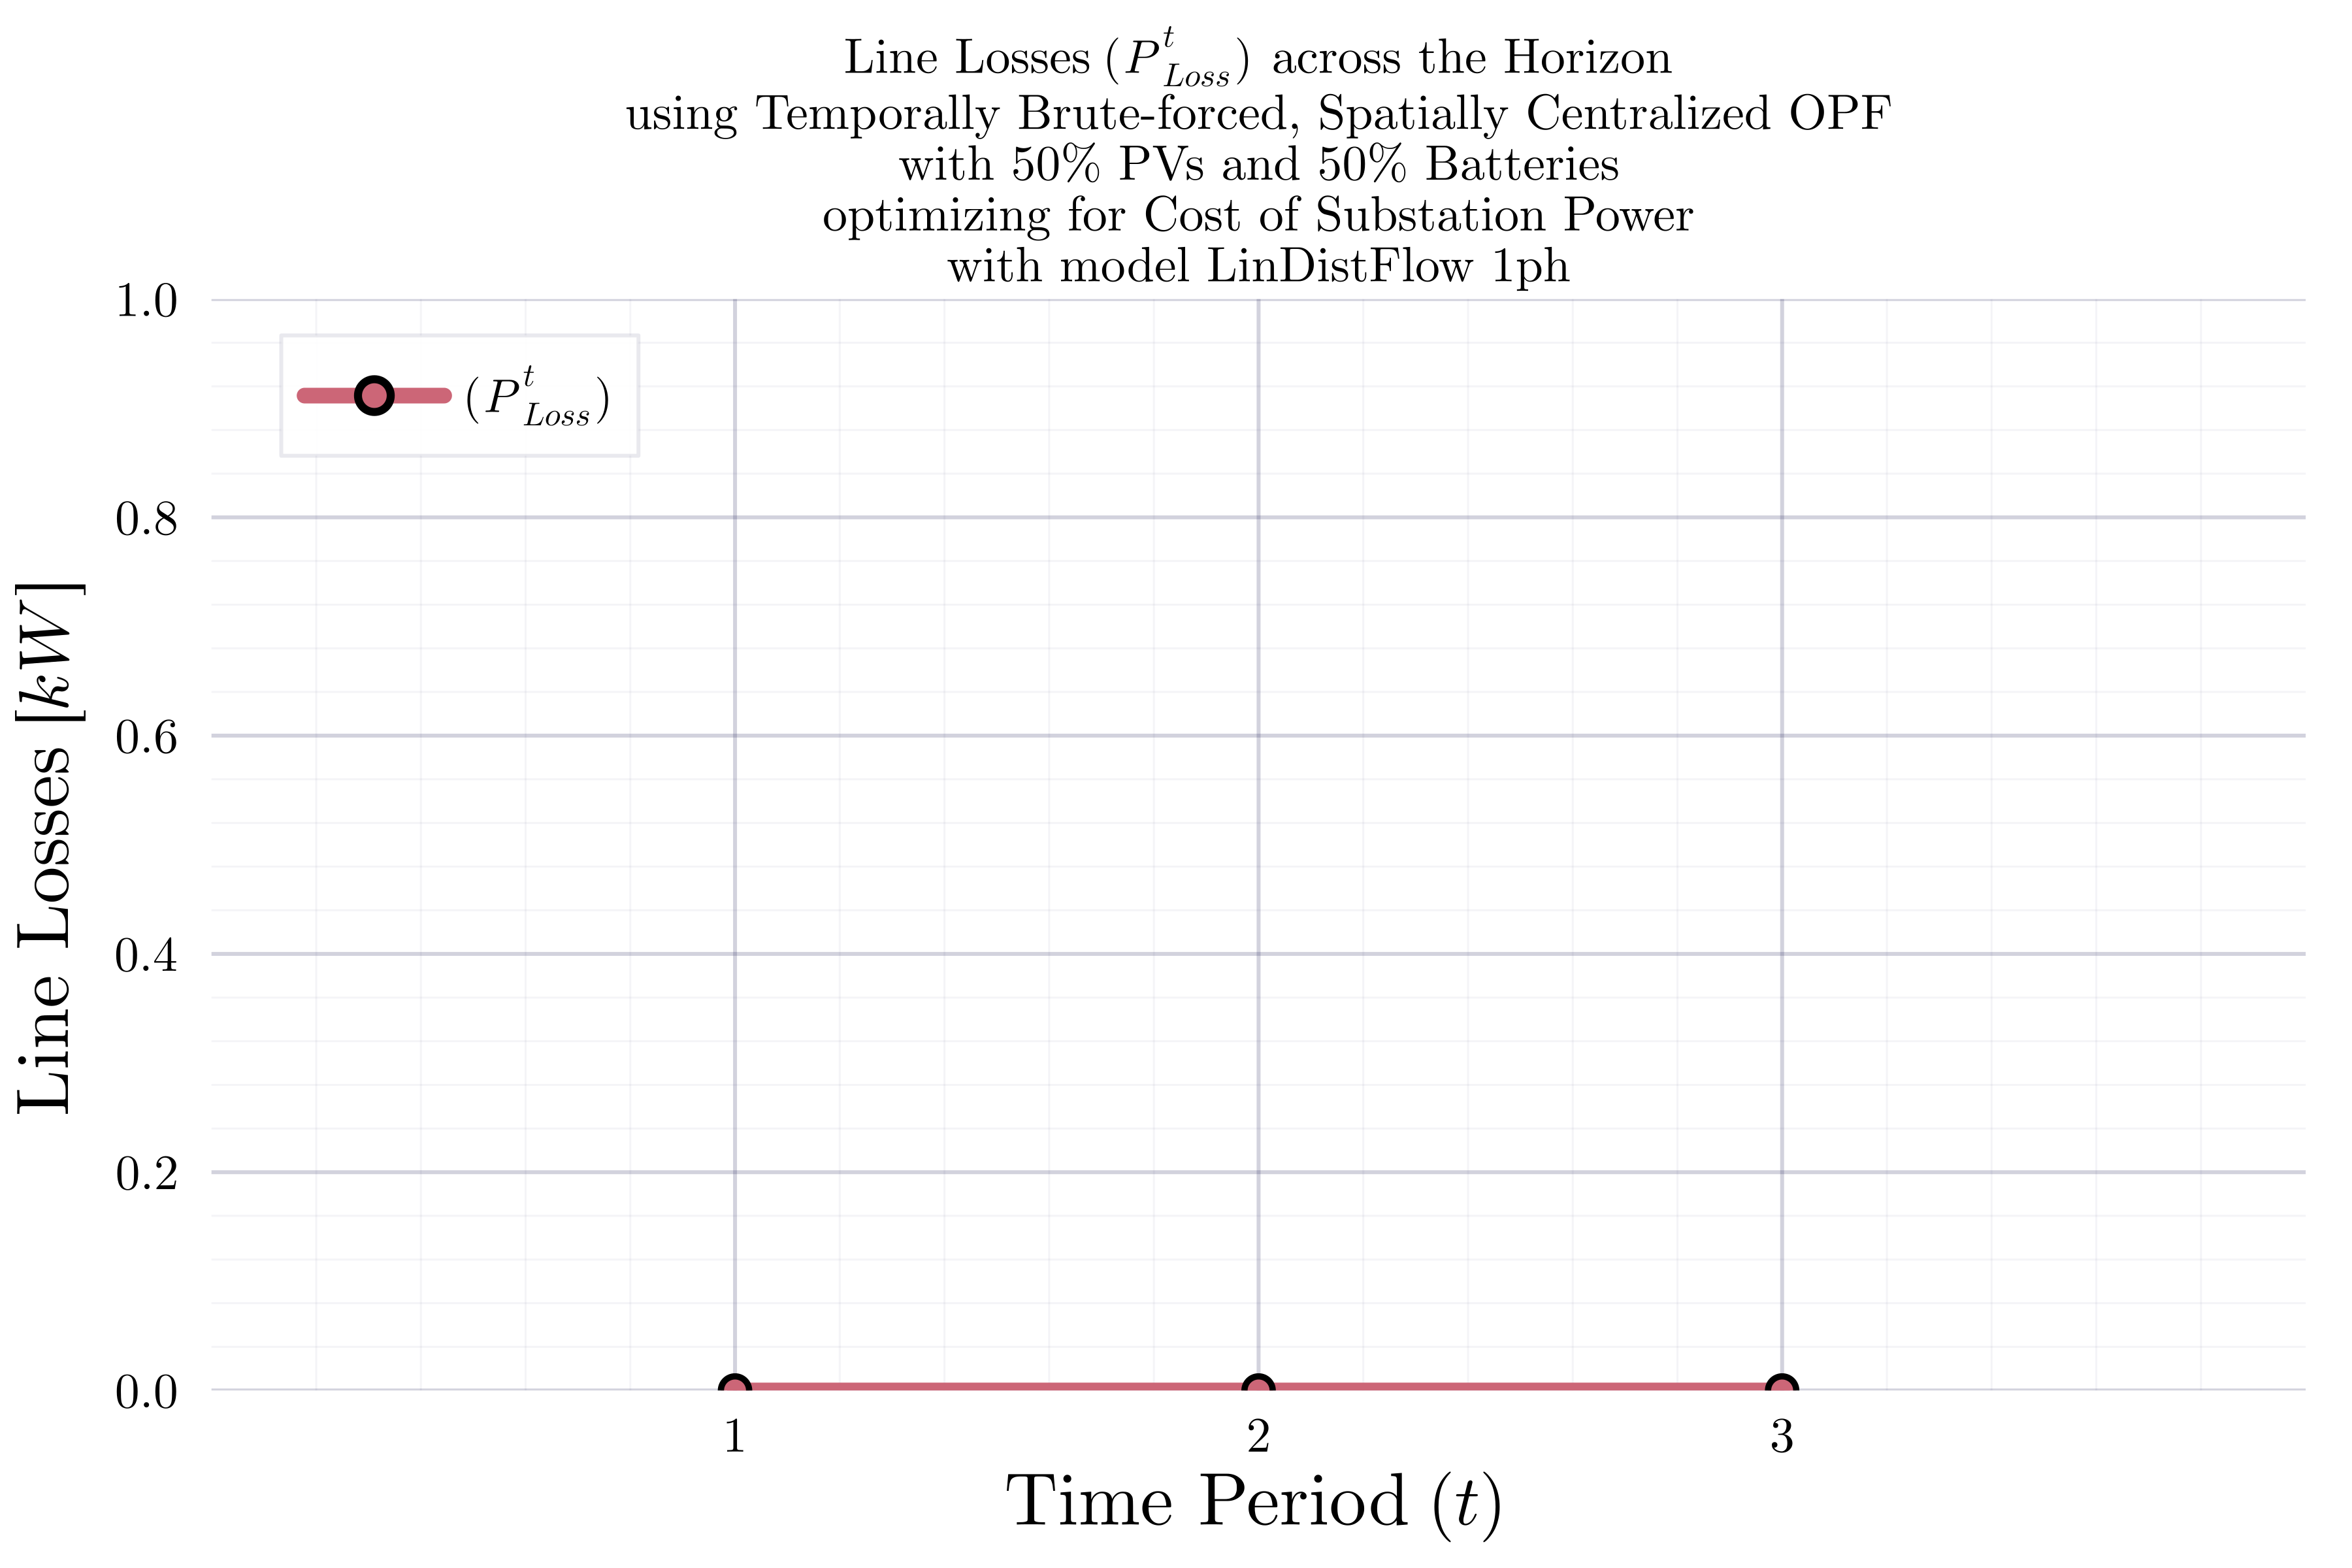 Line Losses (P^t_Loss) across the Horizon
using Temporally Brute-forced, Spatially Centralized OPF
with 50% PVs and 50% Batteries
optimizing for Cost of Substation Power
with model LinDistFlow 1ph
(P^t_Loss)
Line Losses [kW]
1.0
0.8
0.6
0.4
0.2
0.0
1 2 3
Time Period (t)